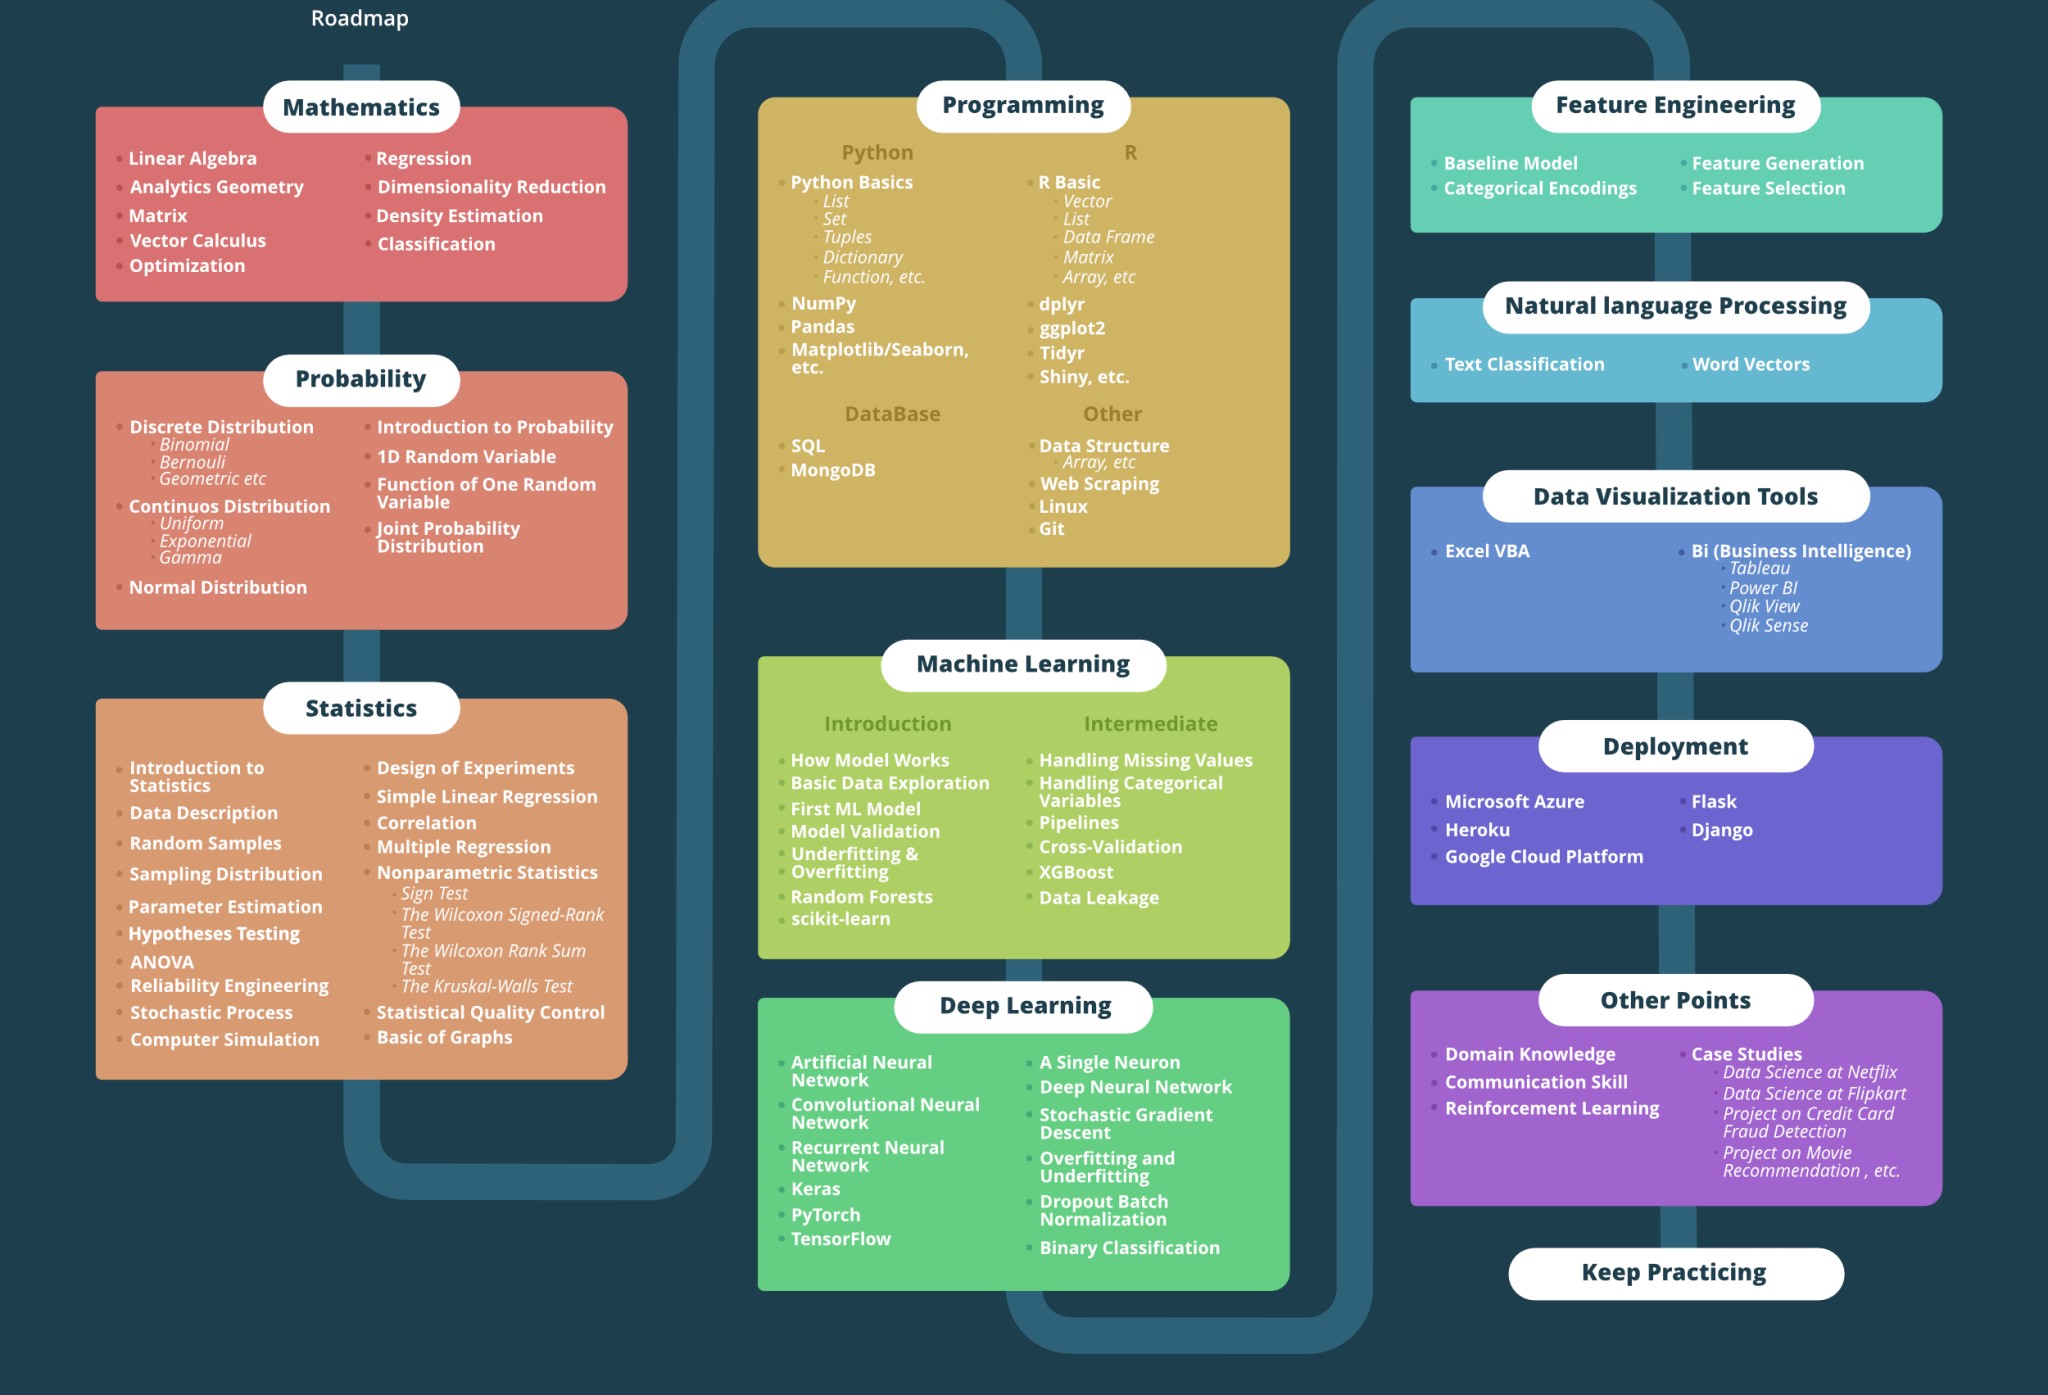 Roadmap
Mathematics
Linear Algebra
Analytics Geometry
Matrix
Vector Calculus
Optimization
Regression
Dimensionality Reduction
Density Estimation
Classification
Probability
Discrete Distribution
Binomial
Bernouli
Geometric etc
Continuos Distribution
Uniform
Exponential
Gamma
Normal Distribution
Introduction to Probability
1D Random Variable
Function of One Random
Variable
Joint Probability
Distribution
Statistics
Introduction to
Statistics
Data Description
Random Samples
Sampling Distribution
Parameter Estimation
Hypotheses Testing
ANOVA
Reliability Engineering
Stochastic Process
Computer Simulation
Design of Experiments
Simple Linear Regression
Correlation
Multiple Regression
Nonparametric Statistics
Sign Test
The Wilcoxon Signed-Rank
Test
The Wilcoxon Rank Sum
Test
The Kruskal-Walls Test
Statistical Quality Control
Basic of Graphs
Programming
Python
Python Basics
List
Set
Tuples
Dictionary
Function, etc.
NumPy
Pandas
Matplotlib/Seaborn,
etc.
R
R Basic
Vector
List
Data Frame
Matrix
Array, etc
dplyr
ggplot2
Tidyr
Shiny, etc.
DataBase
SQL
MongoDB
Other
Data Structure
Array, etc
Web Scraping
Linux
Git
Machine Learning
Introduction
How Model Works
Basic Data Exploration
First ML Model
Model Validation
Underfitting &
Overfitting
Random Forests
scikit-learn
Intermediate
Handling Missing Values
Handling Categorical
Variables
Pipelines
Cross-Validation
XGBoost
Data Leakage
Deep Learning
Artificial Neural
Network
Convolutional Neural
Network
Recurrent Neural
Network
Keras
PyTorch
TensorFlow
A Single Neuron
Deep Neural Network
Stochastic Gradient
Descent
Overfitting and
Underfitting
Dropout Batch
Normalization
Binary Classification
Feature Engineering
Baseline Model
Categorical Encodings
Feature Generation
Feature Selection
Natural language Processing
Text Classification
Word Vectors
Data Visualization Tools
Excel VBA
Bi (Business Intelligence)
Tableau
Power BI
Qlik View
Qlik Sense
Deployment
Microsoft Azure
Heroku
Google Cloud Platform
Flask
Django
Other Points
Domain Knowledge
Communication Skill
Reinforcement Learning
Case Studies
Data Science at Netflix
Data Science at Flipkart
Project on Credit Card
Fraud Detection
Project on Movie
Recommendation , etc.
Keep Practicing